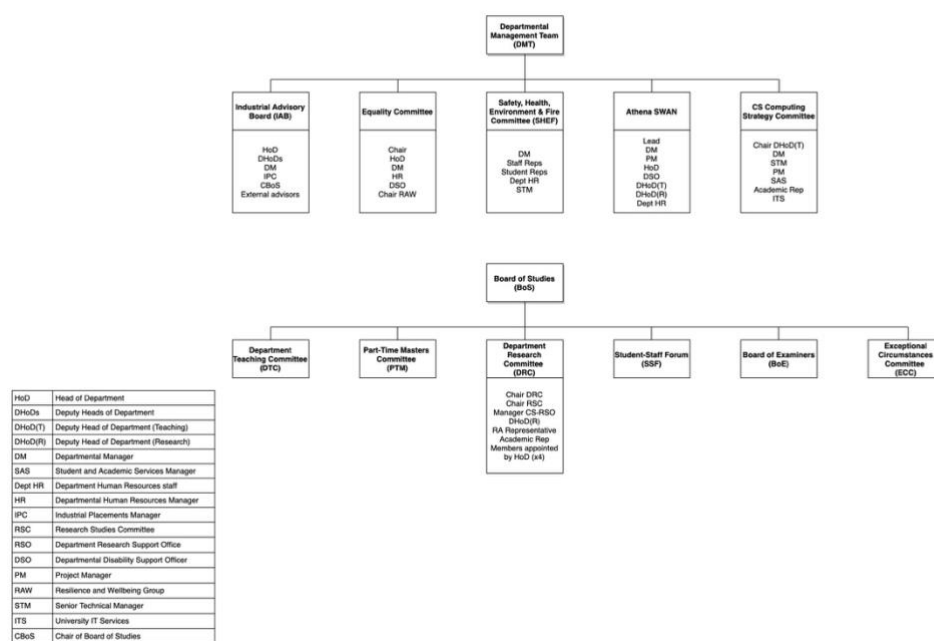 Departmental
Management Team
(DMT)
Industrial Advisory
Board (IAB)
HoD
DHoDs
DM
IPC
CBoS
External advisors
Equality Committee
Chair
HoD
DM
HR
DSO
Chair RAW
Safety, Health,
Environment & Fire
Committee (SHEF)
DM
Staff Reps
Student Reps
Dept HR
STM
Athena SWAN
Lead
DM
PM
HoD
DSO
DHoD(T)
DHoD(R)
Dept HR
CS Computing
Strategy Committee
Chair DHoD(T)
DM
STM
PM
SAS
Academic Rep
ITS
Board of Studies
(BoS)
Department
Teaching Committee
(DTC)
Part-Time Masters
Committee
(PTM)
Department
Research
Committee
(DRC)
Chair DRC
Chair RSC
Manager CS-RSO
DHoD(R)
RA Representative
Academic Rep
Members appointed
by HoD (x4)
Student-Staff Forum
(SSF)
Board of Examiners
(BoE)
Exceptional
Circumstances
Committee
(ECC)
HoD Head of Department
DHoDs Deputy Heads of Department
DHoD(T) Deputy Head of Department (Teaching)
DHoD(R) Deputy Head of Department (Research)
DM Departmental Manager
SAS Student and Academic Services Manager
Dept HR Department Human Resources staff
HR Departmental Human Resources Manager
IPC Industrial Placements Manager
RSC Research Studies Committee
RSO Department Research Support Office
DSO Departmental Disability Support Officer
PM Project Manager
RAW Resilience and Wellbeing Group
STM Senior Technical Manager
ITS University IT Services
CBoS Chair of Board of Studies